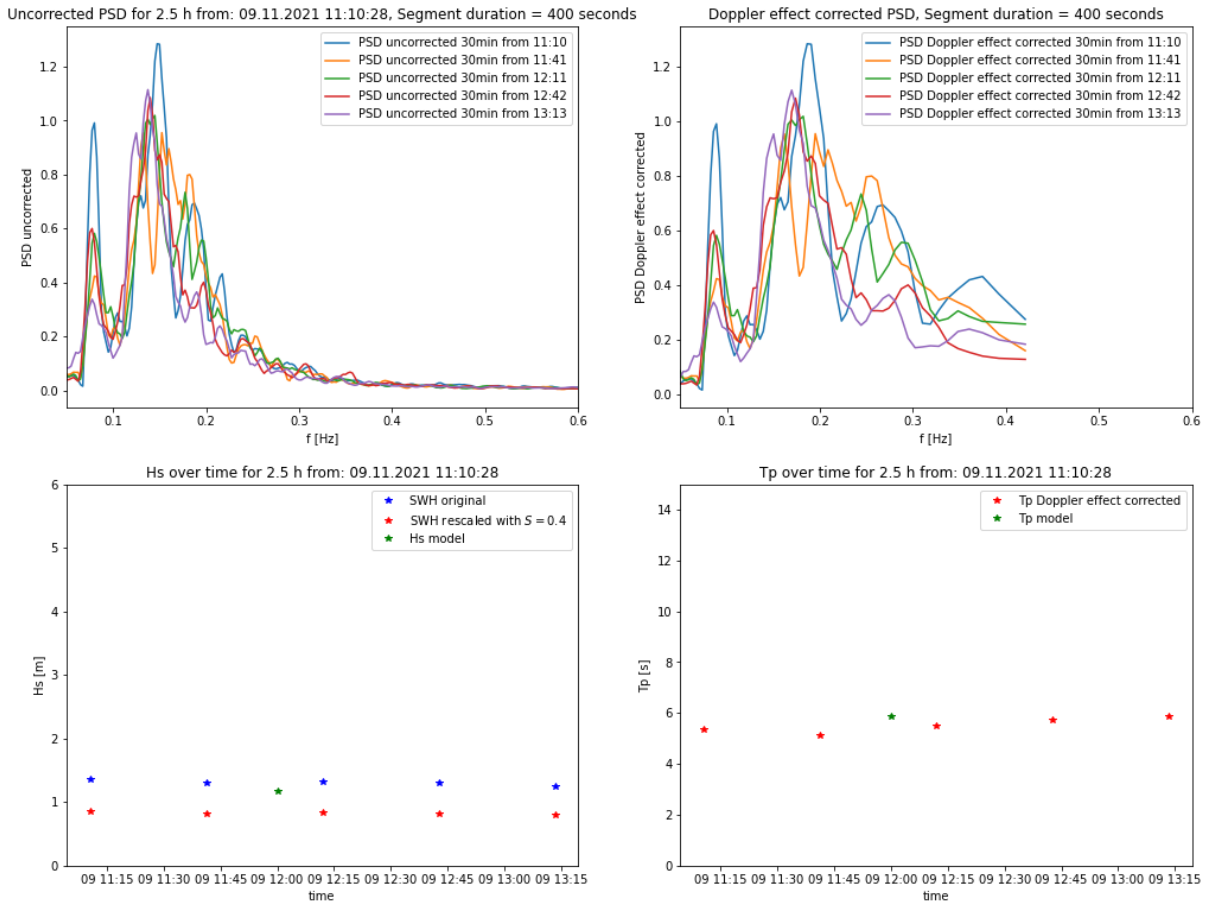 Uncorrected PSD for 2.5 h from: 09.11.2021 11:10:28, Segment duration = 400 seconds
PSD uncorrected 30min from 11:10
PSD uncorrected 30min from 11:41
PSD uncorrected 30min from 12:11
PSD uncorrected 30min from 12:42
PSD uncorrected 30min from 13:13
PSD uncorrected
1.2
1.0
0.8
0.6
0.4
0.2
0.0
0.1 0.2 0.3 0.4 0.5 0.6
f [Hz]
Doppler effect corrected PSD, Segment duration = 400 seconds
PSD Doppler effect corrected 30min from 11:10
PSD Doppler effect corrected 30min from 11:41
PSD Doppler effect corrected 30min from 12:11
PSD Doppler effect corrected 30min from 12:42
PSD Doppler effect corrected 30min from 13:13
PSD Doppler effect corrected
1.2
1.0
0.8
0.6
0.4
0.2
0.0
0.1 0.2 0.3 0.4 0.5 0.6
f [Hz]
Hs over time for 2.5 h from: 09.11.2021 11:10:28
SWH original
SWH rescaled with S = 0.4
Hs model
Hs [m]
6
5
4
3
2
1
0
09 11:15 09 11:30 09 11:45 09 12:00 09 12:15 09 12:30 09 12:45 09 13:00 09 13:15
time
Tp over time for 2.5 h from: 09.11.2021 11:10:28
Tp Doppler effect corrected
Tp model
Tp [s]
14
12
10
8
6
4
2
0
09 11:15 09 11:30 09 11:45 09 12:00 09 12:15 09 12:30 09 12:45 09 13:00 09 13:15
time